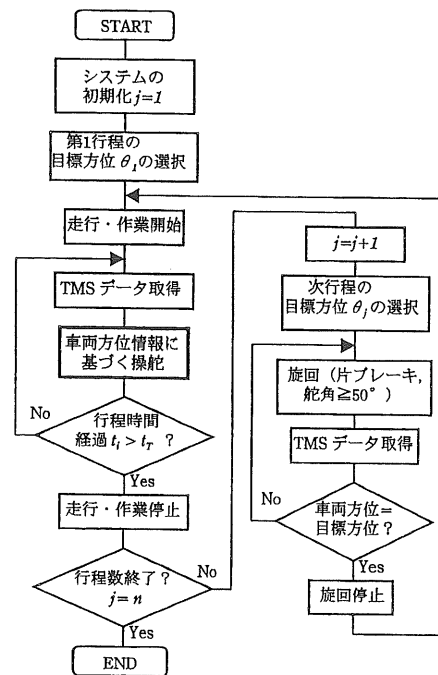 START
システムの
初期化 j=1
第1行程の
目標方位 θ1の選択
走行・作業開始
TMS データ取得
車両方位情報に
基づく操舵
No
行程時間
経過 ti > tT ?
Yes
走行・作業停止
行程数終了?
j = n
No
Yes
END
j=j+1
次行程の
目標方位 θjの選択
旋回(片ブレーキ,
舵角≧50°)
TMS データ取得
No
車両方位=
目標方位?
Yes
旋回停止